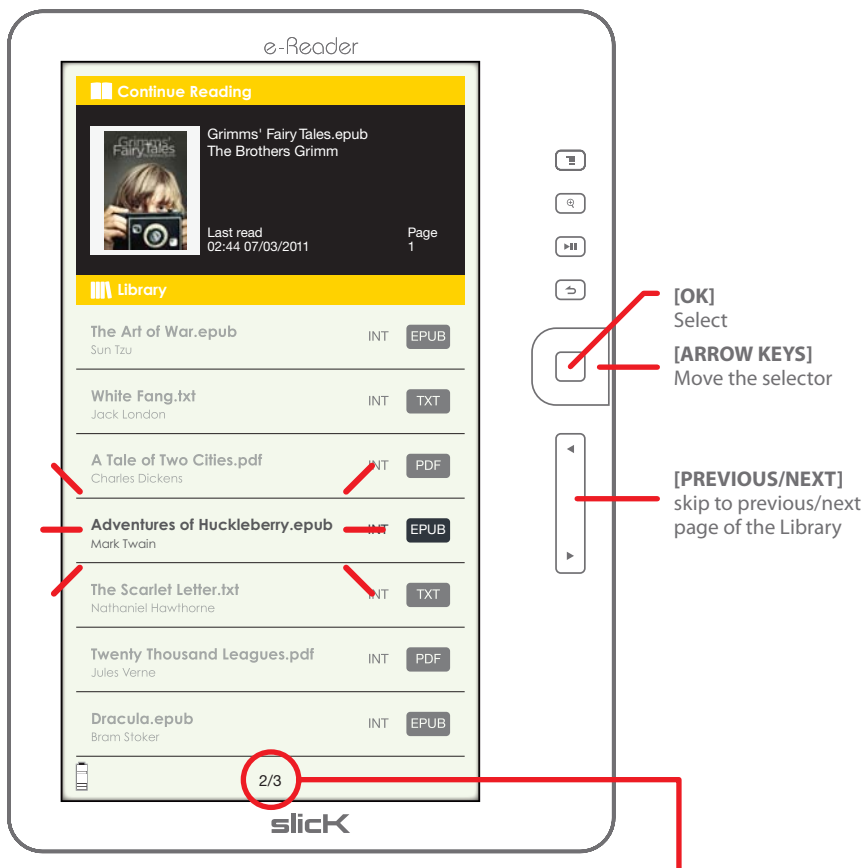 e-Reader
Continue Reading
Grimms'
Fairy Tales
Grimms' Fairy Tales.epub
The Brothers Grimm
Last read
02:44 07/03/2011
Page
1
Library
The Art of War.epub
Sun Tzu
INT EPUB
White Fang.txt
Jack London
INT TXT
A Tale of Two Cities.pdf
Charles Dickens
INT PDF
Adventures of Huckleberry.epub
Mark Twain
INT EPUB
The Scarlet Letter.txt
Nathaniel Hawthorne
INT TXT
Twenty Thousand Leagues.pdf
Jules Verne
INT PDF
Dracula.epub
Bram Stoker
INT EPUB
2/3
slicK
[OK]
Select
[ARROW KEYS]
Move the selector
[PREVIOUS/NEXT]
skip to previous/next
page of the Library